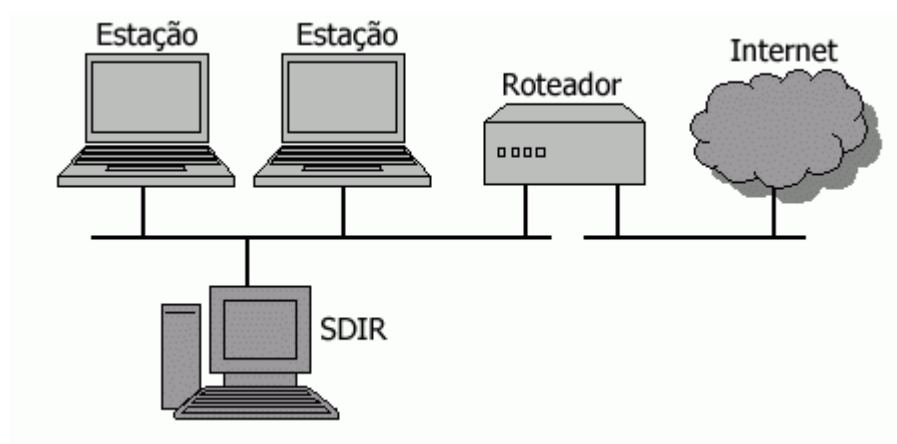 Estação
Estação
Roteador
Internet
SDIR